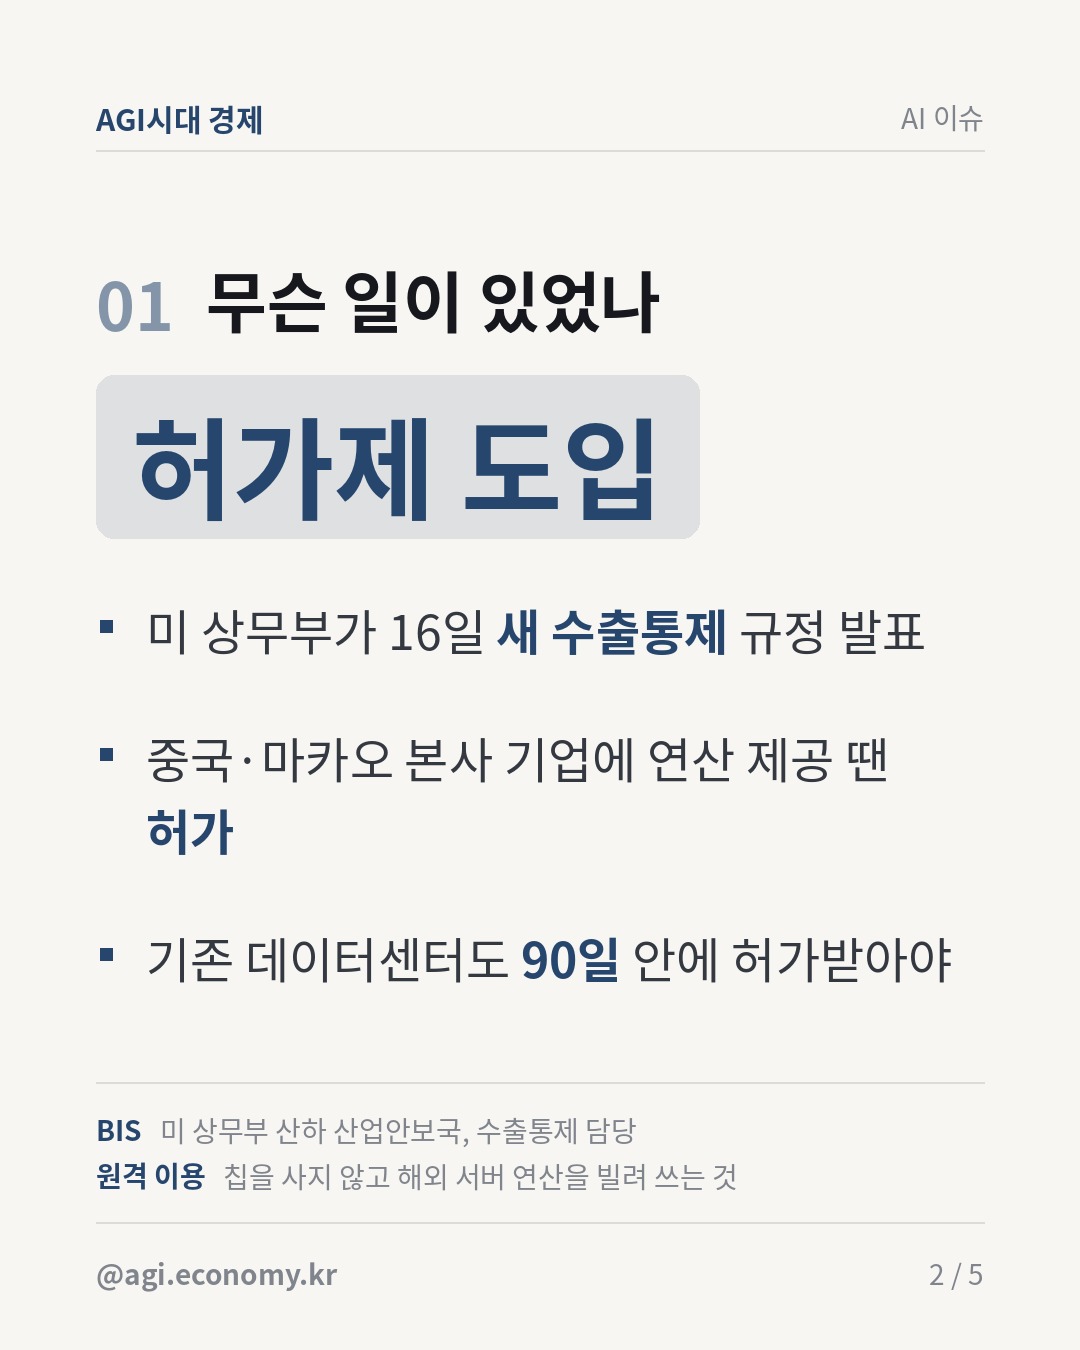 AGI시대 경제
AI 이슈
01 무슨 일이 있었나
허가제 도입
▪ 미 상무부가 16일 새 수출통제 규정 발표
▪ 중국·마카오 본사 기업에 연산 제공 땐
허가
▪ 기존 데이터센터도 90일 안에 허가받아야
BIS 미 상무부 산하 산업안보국, 수출통제 담당
원격 이용 칩을 사지 않고 해외 서버 연산을 빌려 쓰는 것
@agi.economy.kr
2 / 5